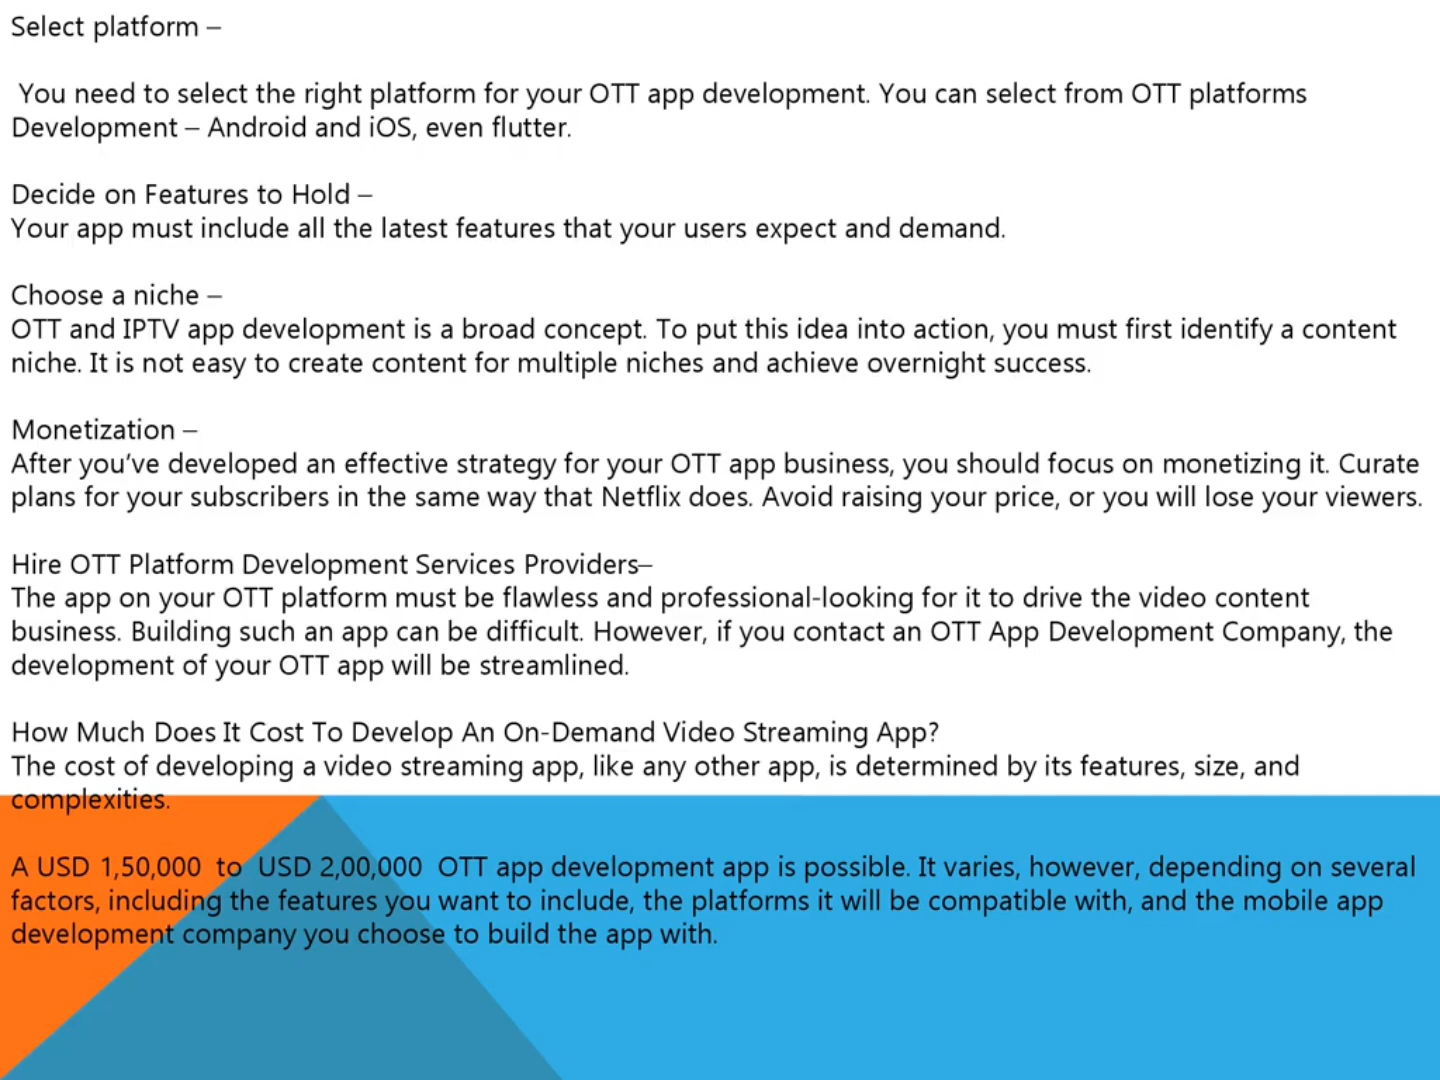 Select platform –
You need to select the right platform for your OTT app development. You can select from OTT platforms
Development – Android and iOS, even flutter.
Decide on Features to Hold –
Your app must include all the latest features that your users expect and demand.
Choose a niche –
OTT and IPTV app development is a broad concept. To put this idea into action, you must first identify a content
niche. It is not easy to create content for multiple niches and achieve overnight success.
Monetization –
After you’ve developed an effective strategy for your OTT app business, you should focus on monetizing it. Curate
plans for your subscribers in the same way that Netflix does. Avoid raising your price, or you will lose your viewers.
Hire OTT Platform Development Services Providers–
The app on your OTT platform must be flawless and professional-looking for it to drive the video content
business. Building such an app can be difficult. However, if you contact an OTT App Development Company, the
development of your OTT app will be streamlined.
How Much Does It Cost To Develop An On-Demand Video Streaming App?
The cost of developing a video streaming app, like any other app, is determined by its features, size, and
complexities.
A USD 1,50,000  to  USD 2,00,000  OTT app development app is possible. It varies, however, depending on several
factors, including the features you want to include, the platforms it will be compatible with, and the mobile app
development company you choose to build the app with.